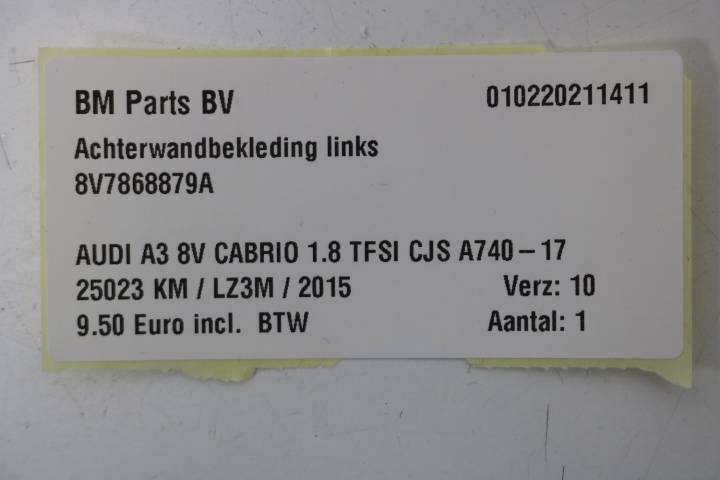 BM Parts BV 010220211411
Achterwandbekleding links
8V7868879A
AUDI A3 8V CABRIO 1.8 TFSI CJS A740-17
25023 KM / LZ3M / 2015 Verz: 10
9.50 Euro incl. BTW Aantal: 1